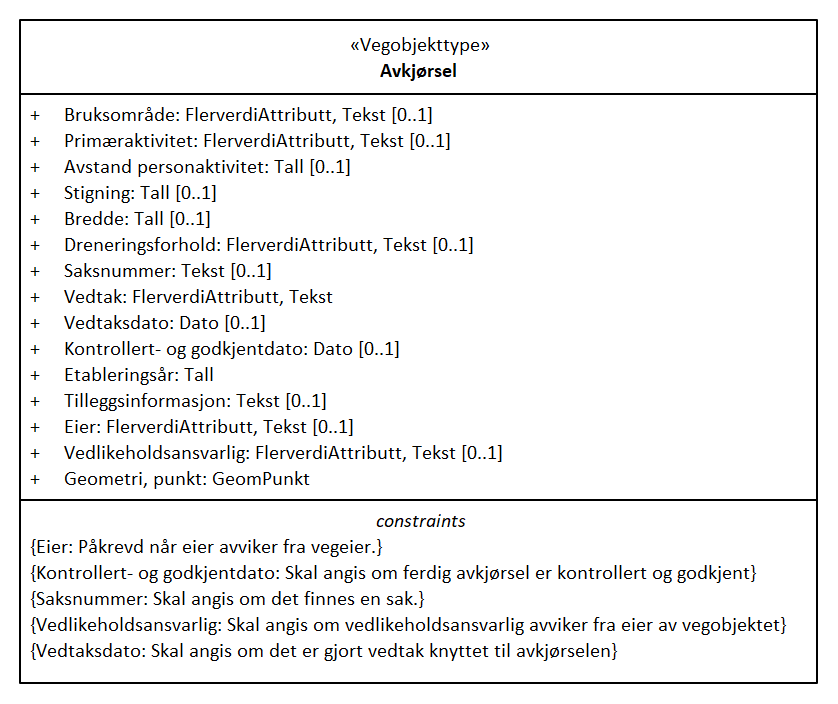 «Vegobjekttype»
Avkjørsel
+ Bruksområde: FlerverdiAttributt, Tekst [0..1]
+ Primæraktivitet: FlerverdiAttributt, Tekst [0..1]
+ Avstand personaktivitet: Tall [0..1]
+ Stigning: Tall [0..1]
+ Bredde: Tall [0..1]
+ Dreneringsforhold: FlerverdiAttributt, Tekst [0..1]
+ Saksnummer: Tekst [0..1]
+ Vedtak: FlerverdiAttributt, Tekst
+ Vedtaksdato: Dato [0..1]
+ Kontrollert- og godkjentdato: Dato [0..1]
+ Etableringsår: Tall
+ Tilleggsinformasjon: Tekst [0..1]
+ Eier: FlerverdiAttributt, Tekst [0..1]
+ Vedlikeholdsansvarlig: FlerverdiAttributt, Tekst [0..1]
+ Geometri, punkt: GeomPunkt
constraints
{Eier: Påkrevd når eier avviker fra vegeier.}
{Kontrollert- og godkjentdato: Skal angis om ferdig avkjørsel er kontrollert og godkjent}
{Saksnummer: Skal angis om det finnes en sak.}
{Vedlikeholdsansvarlig: Skal angis om vedlikeholdsansvarlig avviker fra eier av vegobjektet}
{Vedtaksdato: Skal angis om det er gjort vedtak knyttet til avkjørselen}